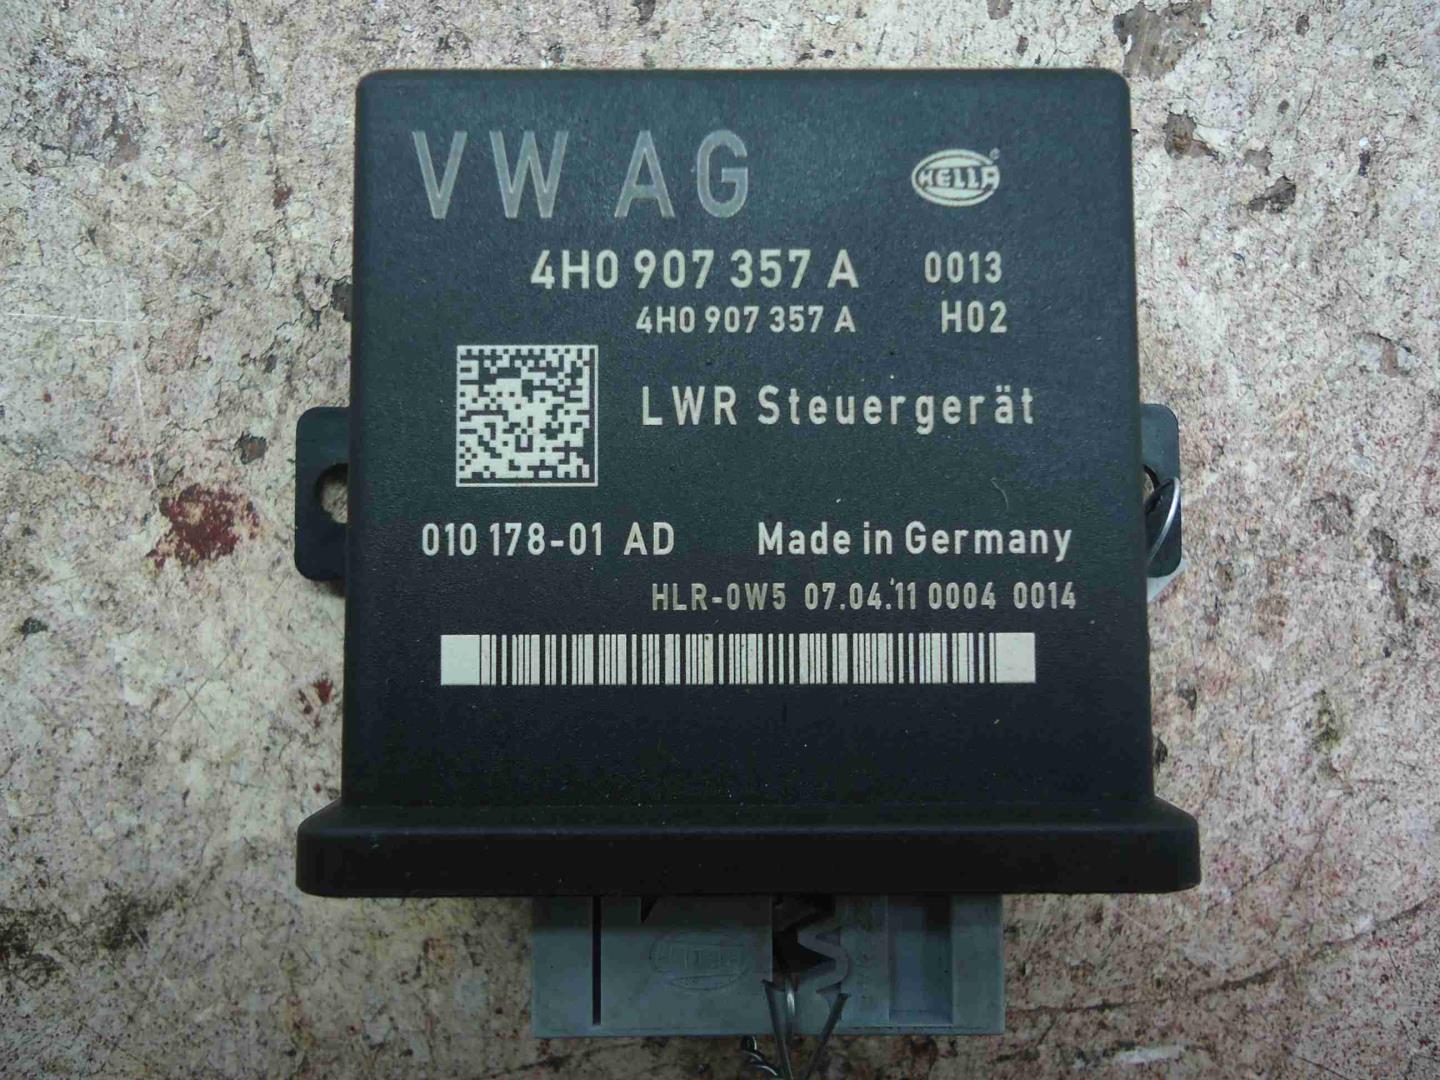 VW AG
HELLA®
4H0 907 357 A 0013
4H0 907 357 A H02
LWR Steuergerät
010 178-01 AD Made in Germany
HLR-0W5 07.04.11 0004 0014
HELLA